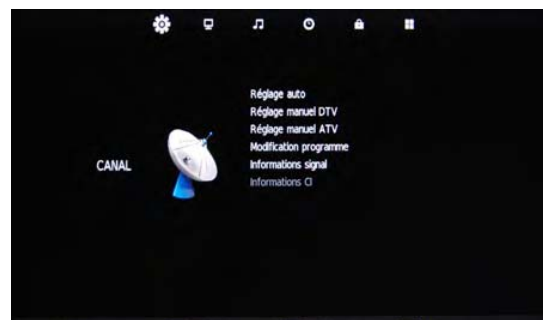 Réglage auto
Réglage manuel DTV
Réglage manuel ATV
Modification programme
CANAL
Informations signal
Informations CI